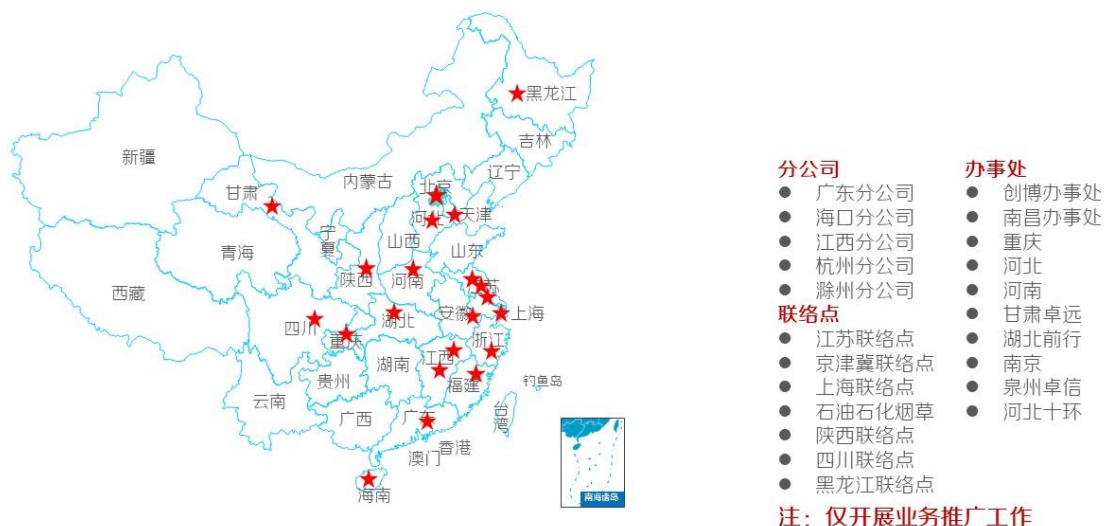 黑龙江
吉林
辽宁
新疆
内蒙古
甘肃
北京
河北
天津
宁夏
山西
山东
青海
陕西
河南
江苏
西藏
安徽
上海
四川
湖北
重庆
浙江
江西
湖南
贵州
福建
钓鱼岛
云南
广西
广东
台湾
香港
澳门
海南
南海诸岛
分公司
广东分公司
海口分公司
江西分公司
杭州分公司
滁州分公司
联络点
江苏联络点
京津冀联络点
上海联络点
石油石化烟草
陕西联络点
四川联络点
黑龙江联络点
办事处
创博办事处
南昌办事处
重庆
河北
河南
甘肃卓远
湖北前行
南京
泉州卓信
河北十环
注：仅开展业务推广工作